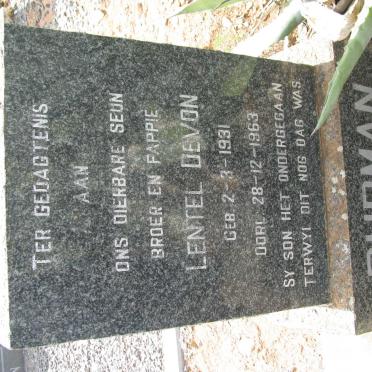 TER GEDAGTENIS
AAN
ONS DIERBARE SEUN
BROER EN PAPPIE
LENTEL DEVON
GEB. 2-3-1931
OORL. 28-12-1963
SY SON HET ONDERGEGAAN
TERWYL DIT NOG DAG WAS